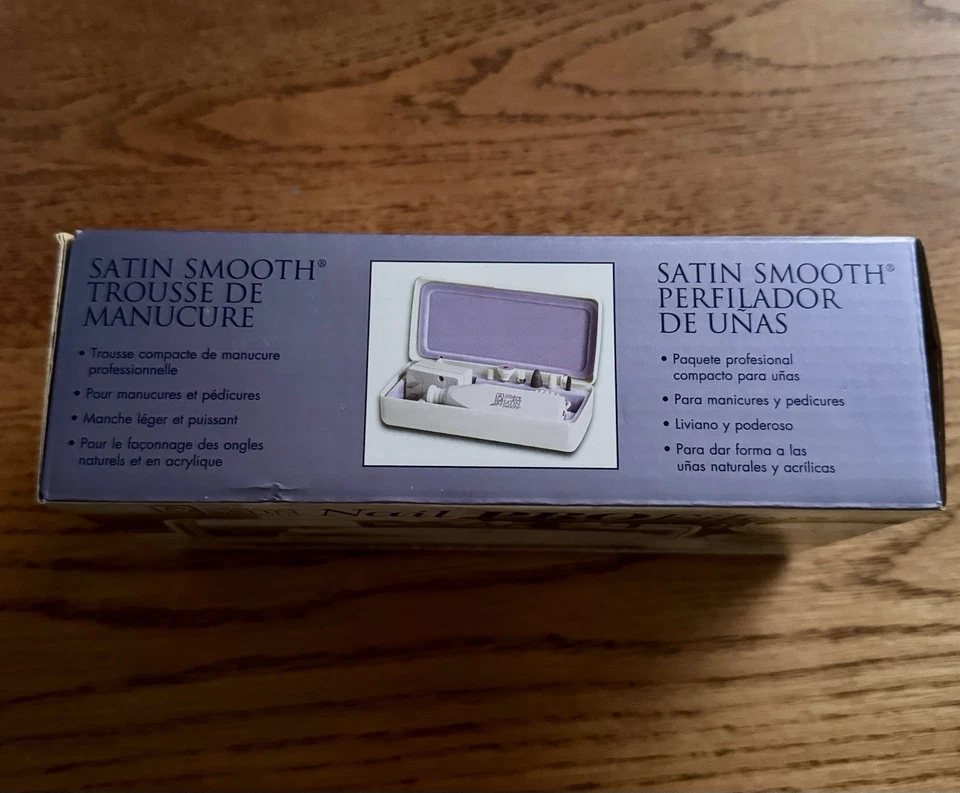 SATIN SMOOTH®
TROUSSE DE
MANUCURE
• Trousse compacte de manucure
professionnelle
• Pour manucures et pédicures
• Manche léger et puissant
• Pour le façonnage des ongles
naturels et en acrylique
SATIN
SATIN SMOOTH®
PERFILADOR
DE UÑAS
• Paquete profesional
compacto para uñas
• Para manicures y pedicures
• Liviano y poderoso
• Para dar forma a las
uñas naturales y acrílicas
Nail